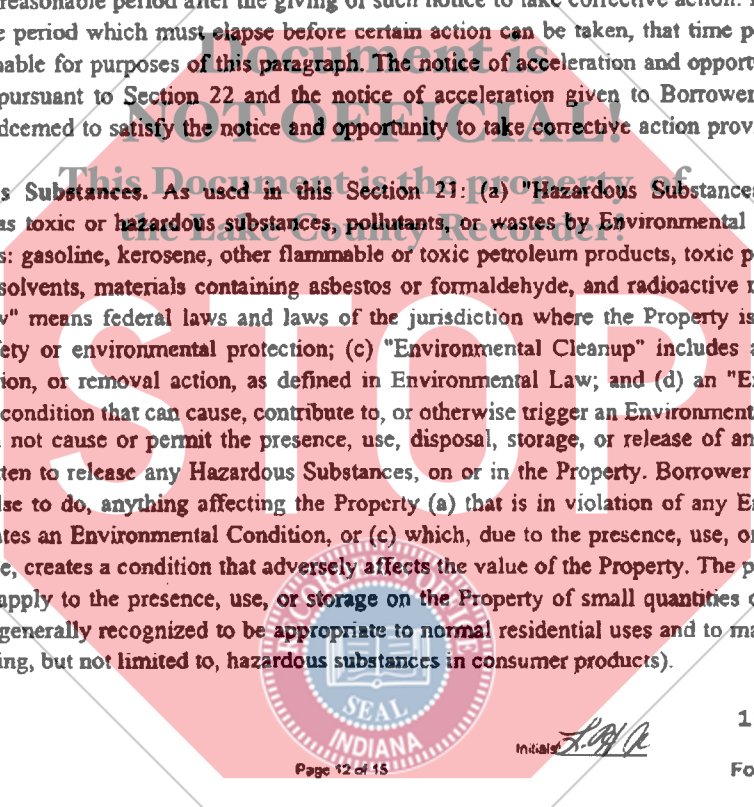 reasonable period after the giving of such notice to take corrective action.
e period which must elapse before certain action can be taken, that time p
nable for purposes of this paragraph. The notice of acceleration and opport
pursuant to Section 22 and the notice of acceleration given to Borrower
deemed to satisfy the notice and opportunity to take corrective action prov
Document is
NOT OFFICIAL!
This Document is the property of
the Lake County Recorder!
s Substances. As used in this Section 21: (a) "Hazardous Substances
as toxic or hazardous substances, pollutants, or wastes by Environmental
s: gasoline, kerosene, other flammable or toxic petroleum products, toxic p
solvents, materials containing asbestos or formaldehyde, and radioactive
w" means federal laws and laws of the jurisdiction where the Property is
fety or environmental protection; (c) "Environmental Cleanup" includes a
ion, or removal action, as defined in Environmental Law; and (d) an "E
condition that can cause, contribute to, or otherwise trigger an Environment
not cause or permit the presence, use, disposal, storage, or release of an
ten to release any Hazardous Substances, on or in the Property. Borrower
lse to do, anything affecting the Property (a) that is in violation of any E
tes an Environmental Condition, or (c) which, due to the presence, use, o
e, creates a condition that adversely affects the value of the Property. The p
apply to the presence, use, or storage on the Property of small quantities
generally recognized to be appropriate to normal residential uses and to ma
ing, but not limited to, hazardous substances in consumer products).
STOP
RECORDER OF THE
SEAL
INDIANA
Initials
1
Page 12 of 15
Fo